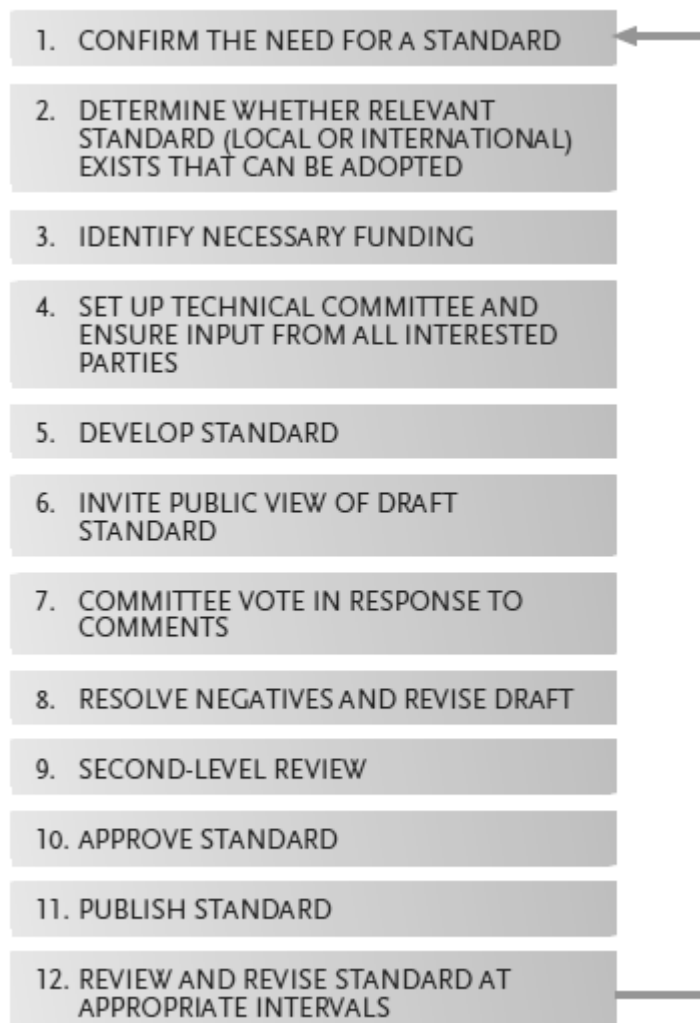 1. CONFIRM THE NEED FOR A STANDARD
2. DETERMINE WHETHER RELEVANT
STANDARD (LOCAL OR INTERNATIONAL)
EXISTS THAT CAN BE ADOPTED
3. IDENTIFY NECESSARY FUNDING
4. SET UP TECHNICAL COMMITTEE AND
ENSURE INPUT FROM ALL INTERESTED
PARTIES
5. DEVELOP STANDARD
6. INVITE PUBLIC VIEW OF DRAFT
STANDARD
7. COMMITTEE VOTE IN RESPONSE TO
COMMENTS
8. RESOLVE NEGATIVES AND REVISE DRAFT
9. SECOND-LEVEL REVIEW
10. APPROVE STANDARD
11. PUBLISH STANDARD
12. REVIEW AND REVISE STANDARD AT
APPROPRIATE INTERVALS